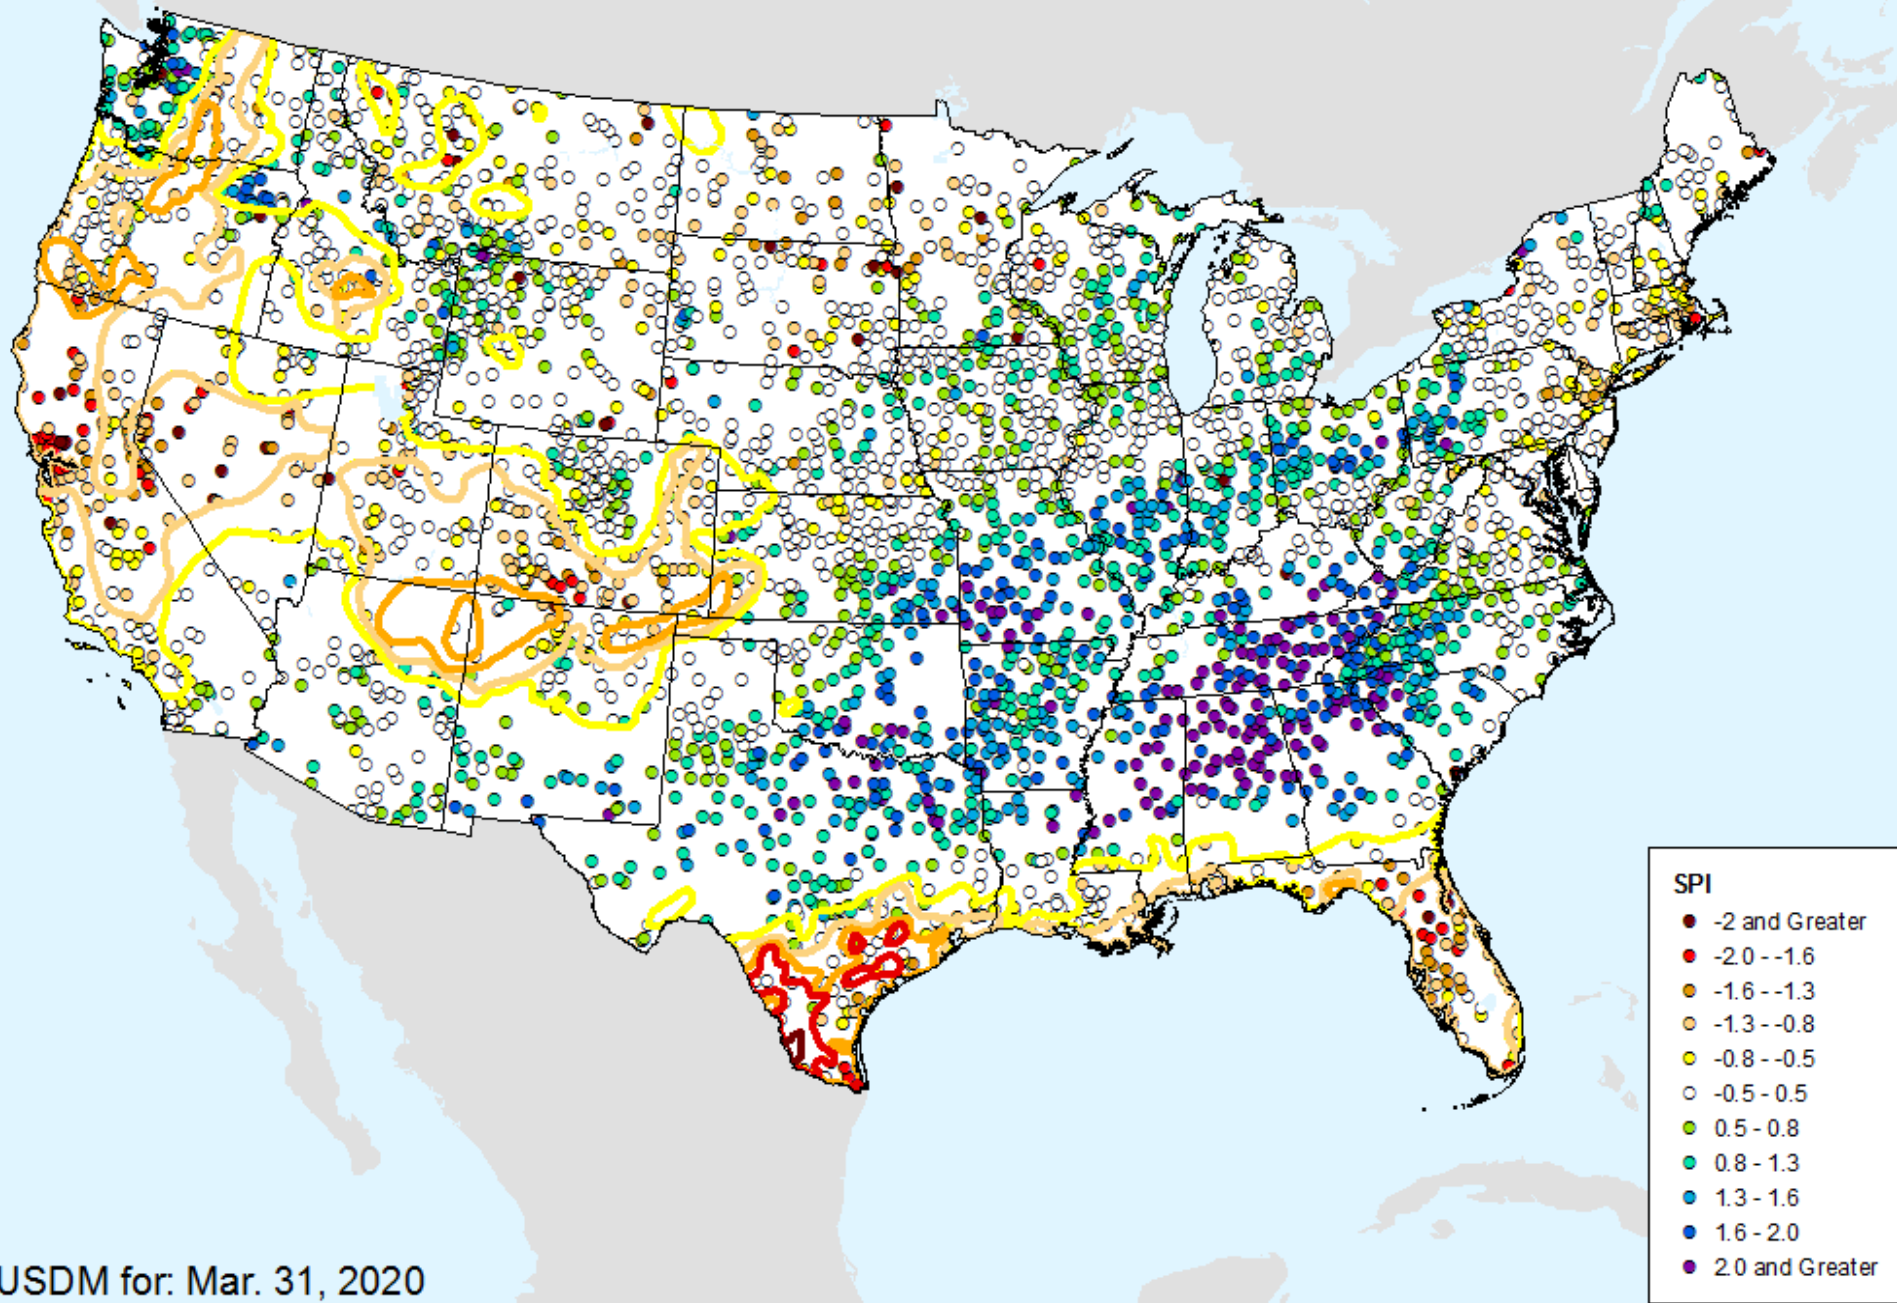 SPI
-2 and Greater
-2.0 - -1.6
-1.6 - -1.3
-1.3 - -0.8
-0.8 - -0.5
-0.5 - 0.5
0.5 - 0.8
0.8 - 1.3
1.3 - 1.6
1.6 - 2.0
2.0 and Greater
USDM for: Mar. 31, 2020